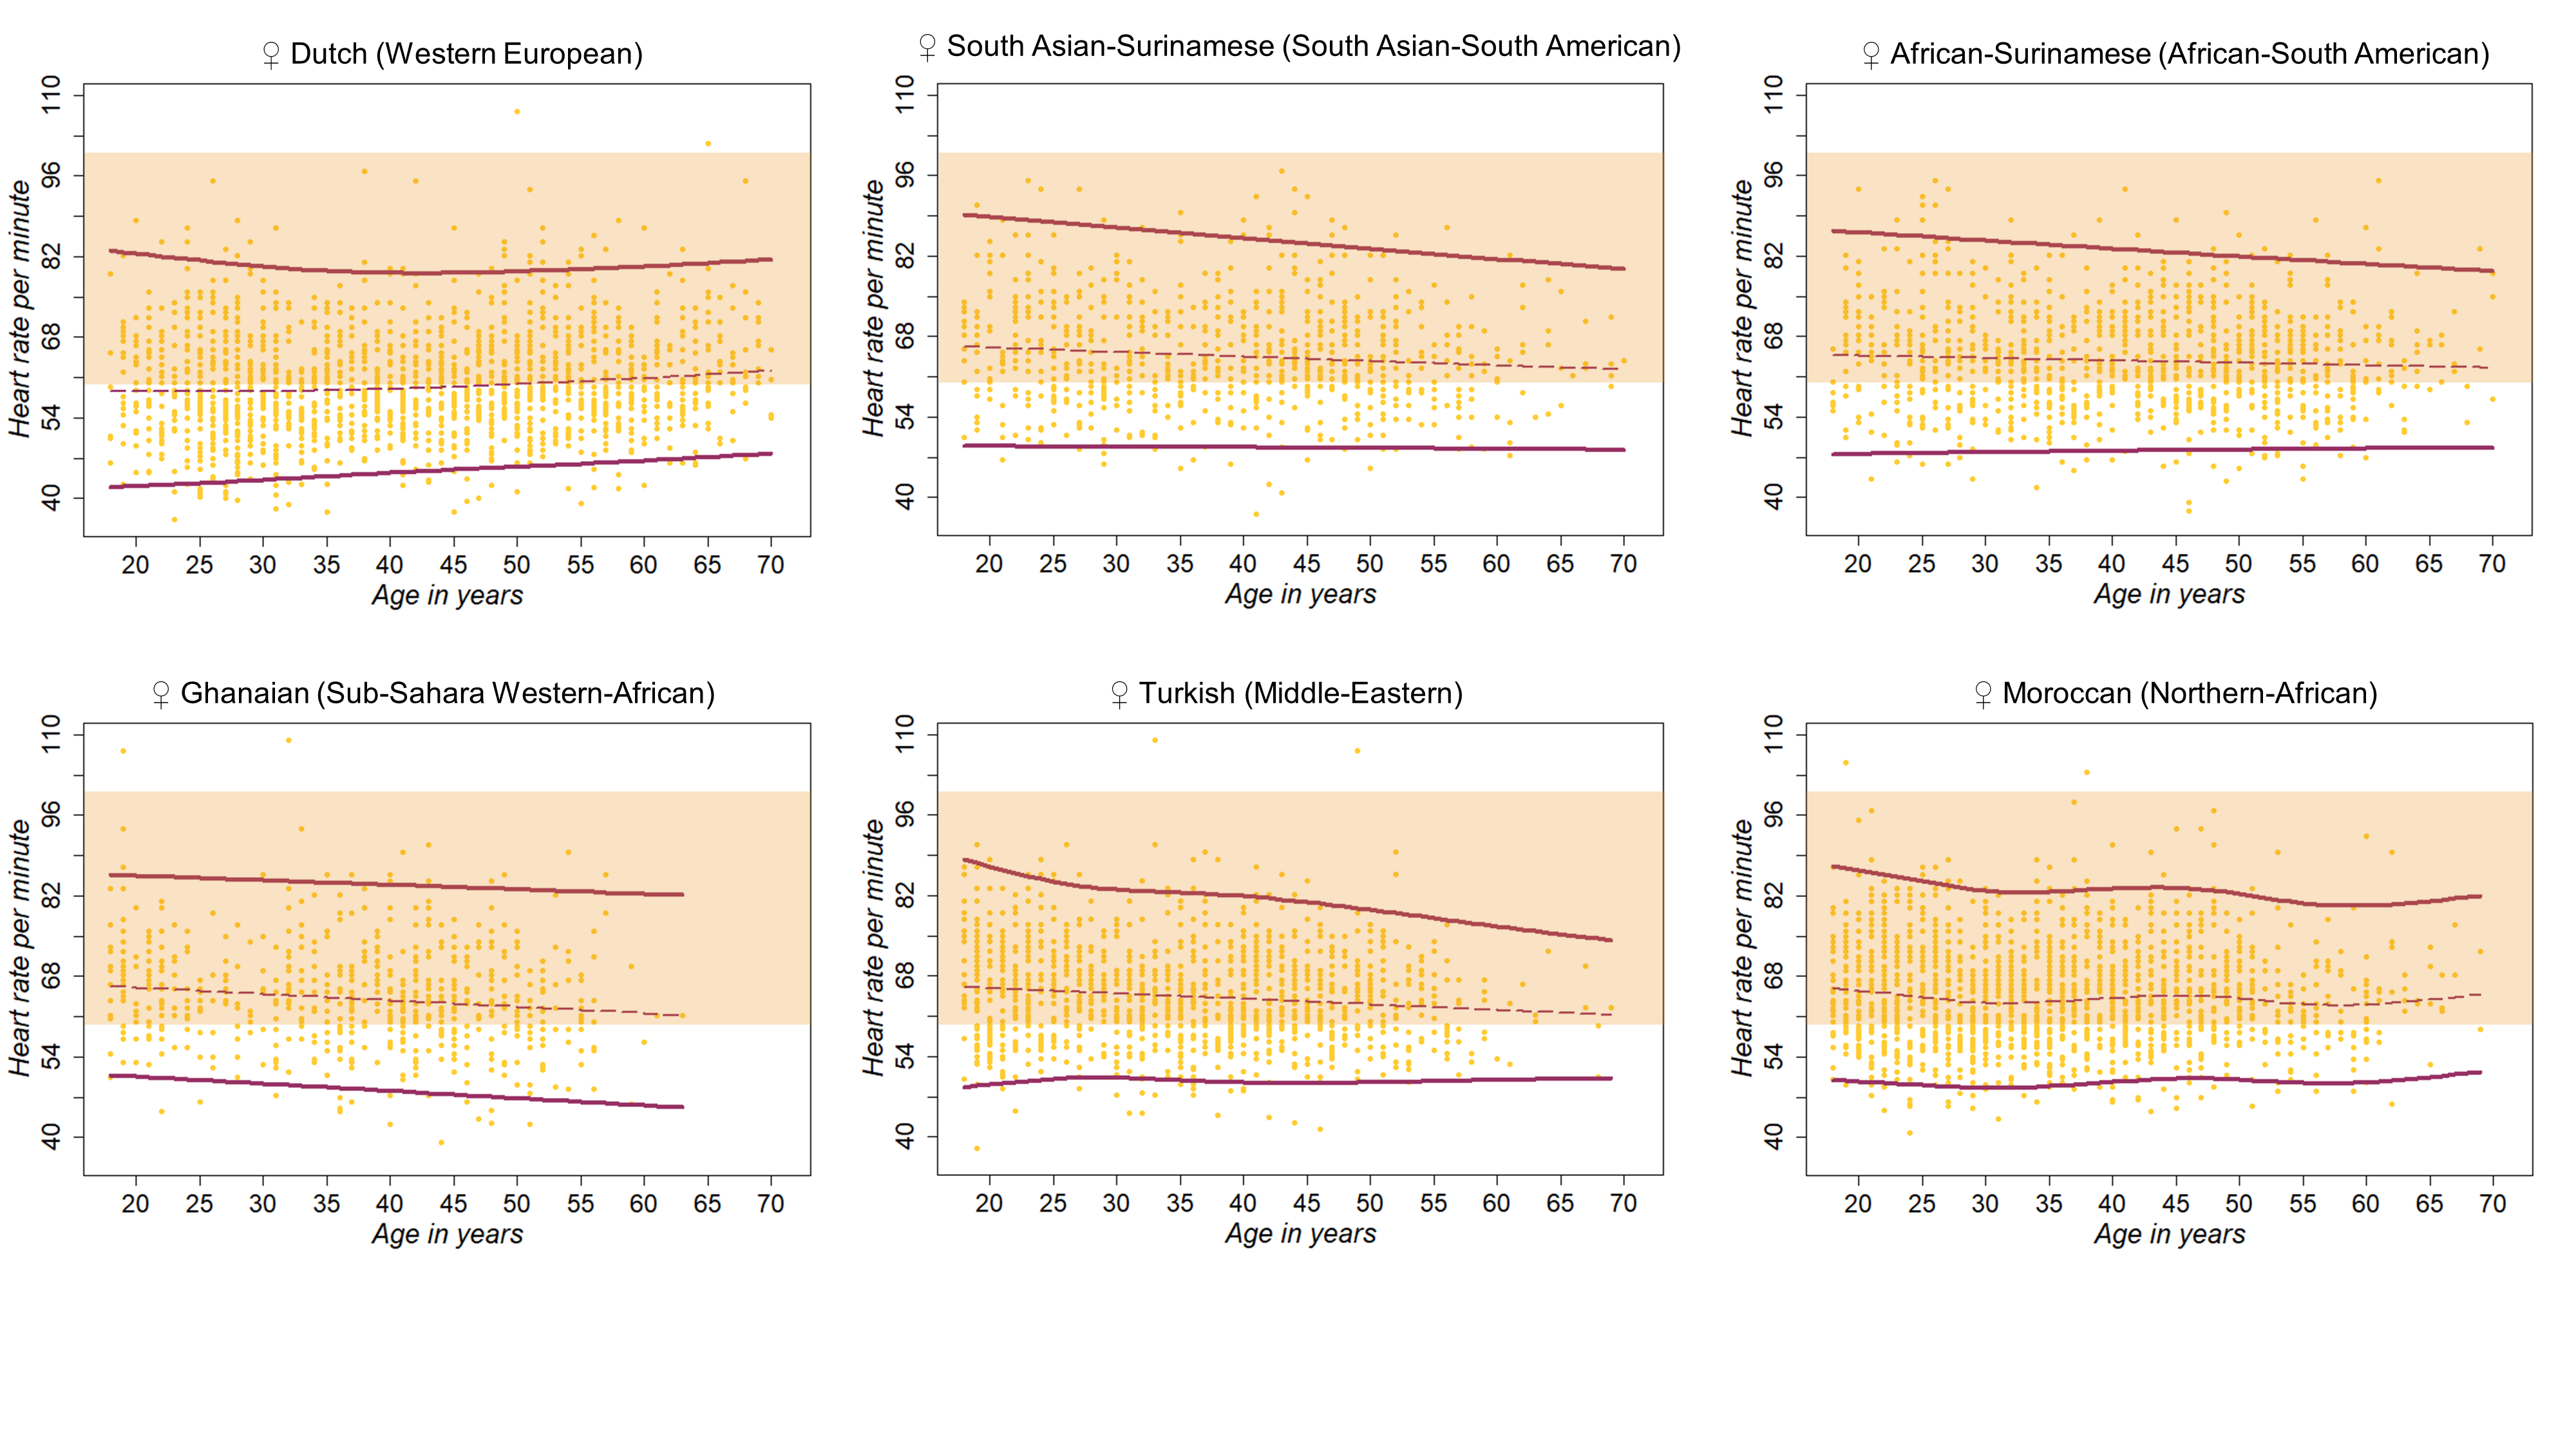 ♀ Dutch (Western European)
110
96
82
68
54
40
Heart rate per minute
20 25 30 35 40 45 50 55 60 65 70
Age in years
♀ South Asian-Surinamese (South Asian-South American)
110
96
82
68
54
40
Heart rate per minute
20 25 30 35 40 45 50 55 60 65 70
Age in years
♀ African-Surinamese (African-South American)
110
96
82
68
54
40
Heart rate per minute
20 25 30 35 40 45 50 55 60 65 70
Age in years
♀ Ghanaian (Sub-Sahara Western-African)
110
96
82
68
54
40
Heart rate per minute
20 25 30 35 40 45 50 55 60 65 70
Age in years
♀ Turkish (Middle-Eastern)
110
96
82
68
54
40
Heart rate per minute
20 25 30 35 40 45 50 55 60 65 70
Age in years
♀ Moroccan (Northern-African)
110
96
82
68
54
40
Heart rate per minute
20 25 30 35 40 45 50 55 60 65 70
Age in years